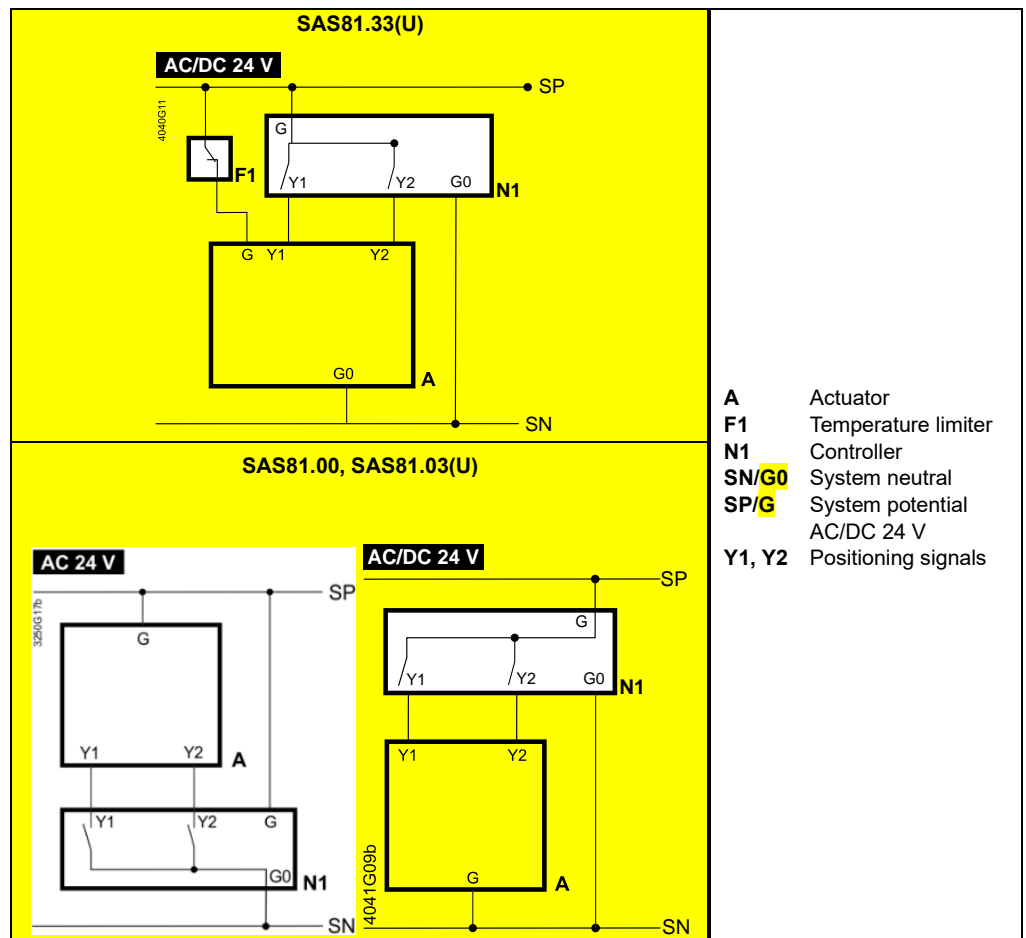 SAS81.33(U)
AC/DC 24 V
SP
4040G11
G
F1
Y1
Y2
G0
N1
G Y1 Y2
G0
A
SN
SAS81.00, SAS81.03(U)
AC 24 V
SP
3250G17b
G
Y1 Y2
A
Y1 Y2 G
G0
N1
SN
AC/DC 24 V
SP
G
Y1 Y2 G0
N1
Y1 Y2
4041G09b
G
A
SN
A Actuator
F1 Temperature limiter
N1 Controller
SN/G0 System neutral
SP/G System potential
AC/DC 24 V
Y1, Y2 Positioning signals